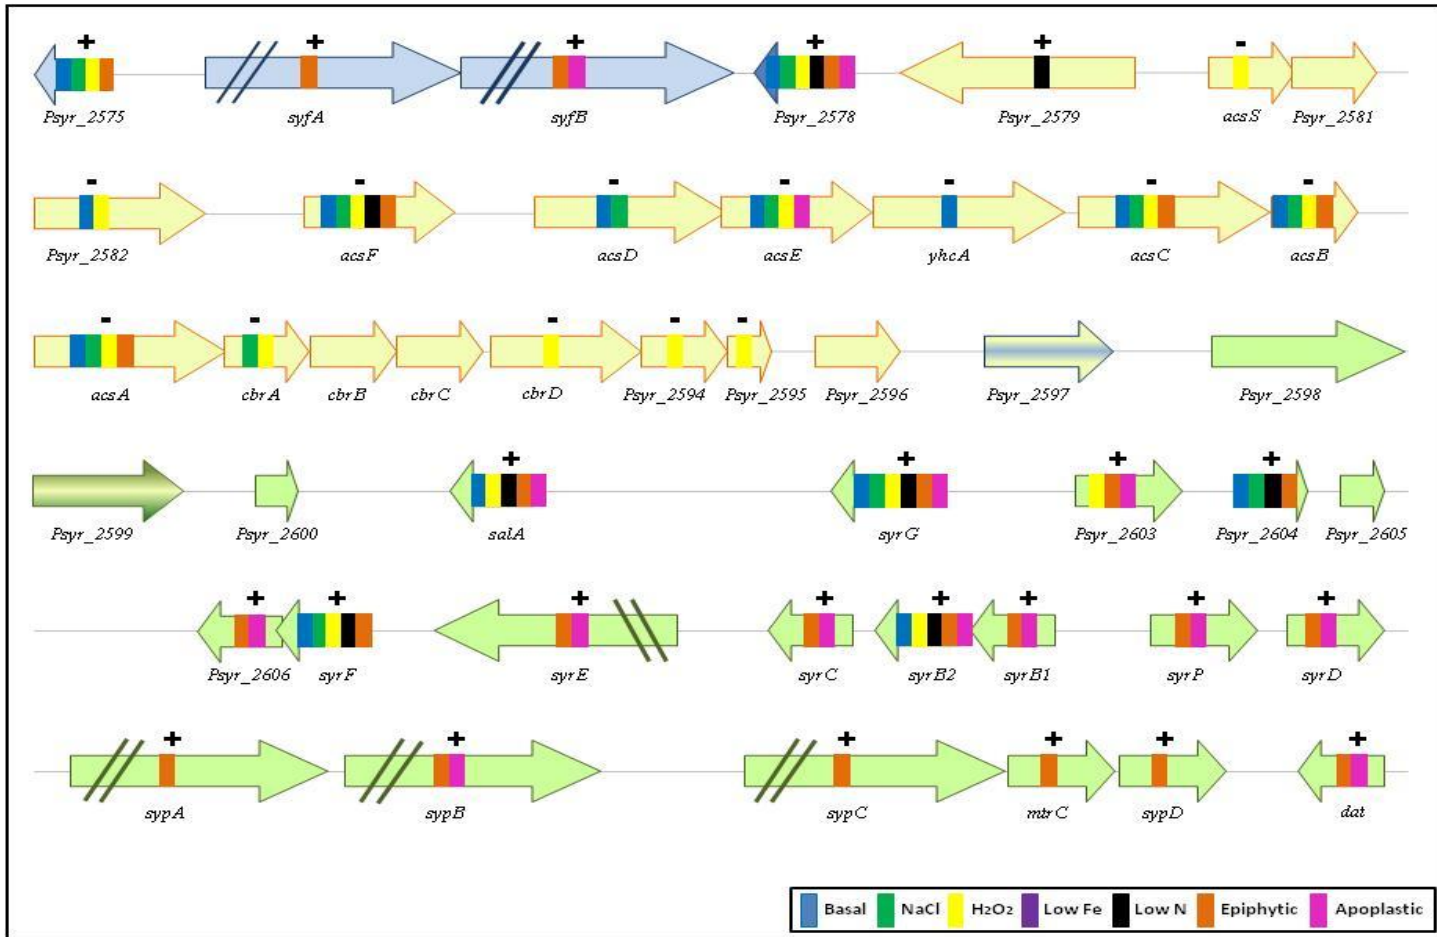 + + + + + -
Psyr_2575 syfA syfB Psyr_2578 Psyr_2579 acsS Psyr_2581
- - - - - - -
Psyr_2582 acsF acsD acsE yhcA acsC acsB
- - - - -
acsA cbrA cbrB cbrC cbrD Psyr_2594 Psyr_2595 Psyr_2596 Psyr_2597 Psyr_2598
+ + + +
Psyr_2599 Psyr_2600 salA syrG Psyr_2603 Psyr_2604 Psyr_2605
+ + + + + + + +
Psyr_2606 syrF syrE syrC syrB2 syrB1 syrP syrD
+ + + + + +
sypA sypB sypC mtrC sypD dat
Basal NaCl H2O2 Low Fe Low N Epiphytic Apoplastic